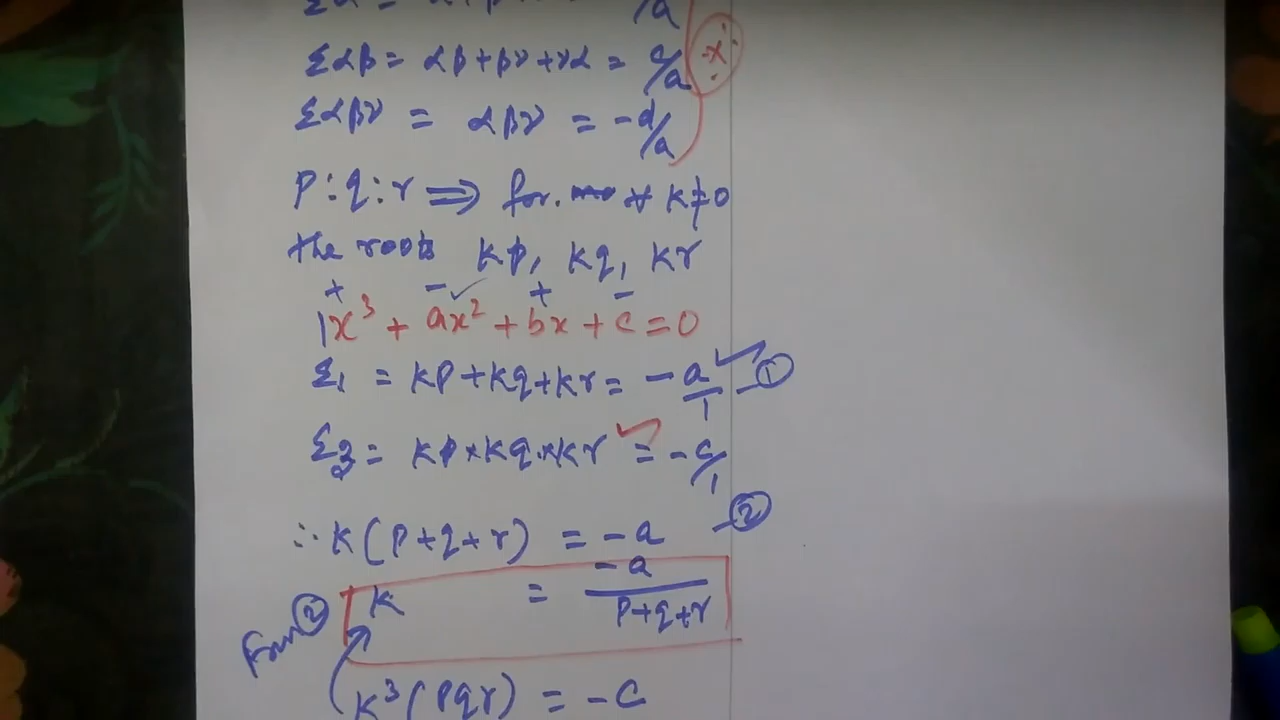 Σαβ = αβ+βγ+γα = c/a
Σαβγ = αβγ = -d/a
p:q:r ⟹ for ∀ k≠0
the roots kp, kq, kr
+ - ✓ + -
1x³ + ax² + bx + c = 0
Σ₁ = kp+kq+kr = -a/1 ✓ - ①
Σ₃ = kp×kq×kr = -c/1 ✓
- ②
∴ k(p+q+r) = -a
From ② k = -a/p+q+r
k³(pqr) = -c